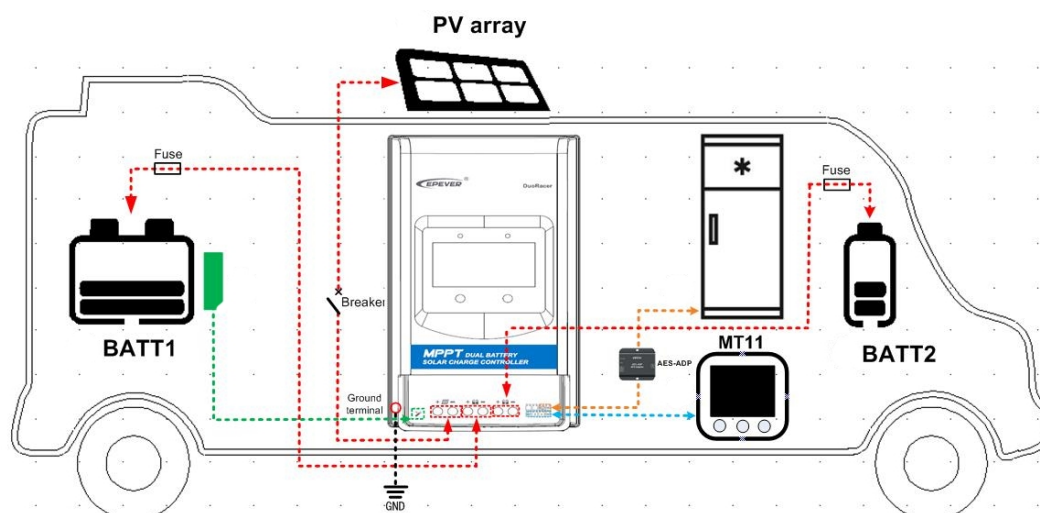 PV array
Fuse
EPEVER ®
DuoRacer
Fuse
Breaker
BATT1
MPPT DUAL BATTERY
SOLAR CHARGE CONTROLLER
MT11
BATT2
AES-ADP
Ground
terminal
GND